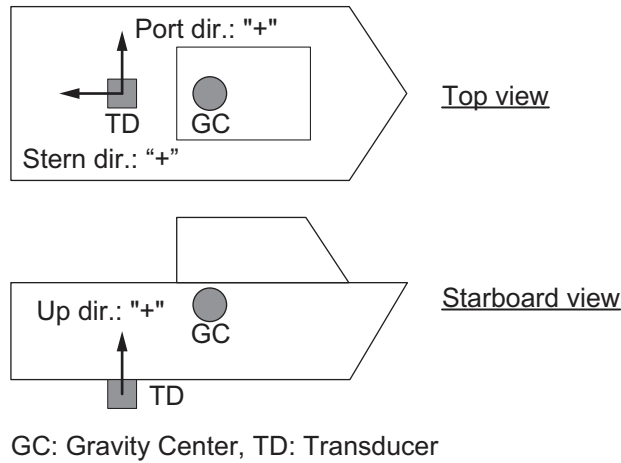 Port dir.: "+"
TD
GC
Stern dir.: “+”
Top view
Up dir.: "+"
GC
TD
Starboard view
GC: Gravity Center, TD: Transducer